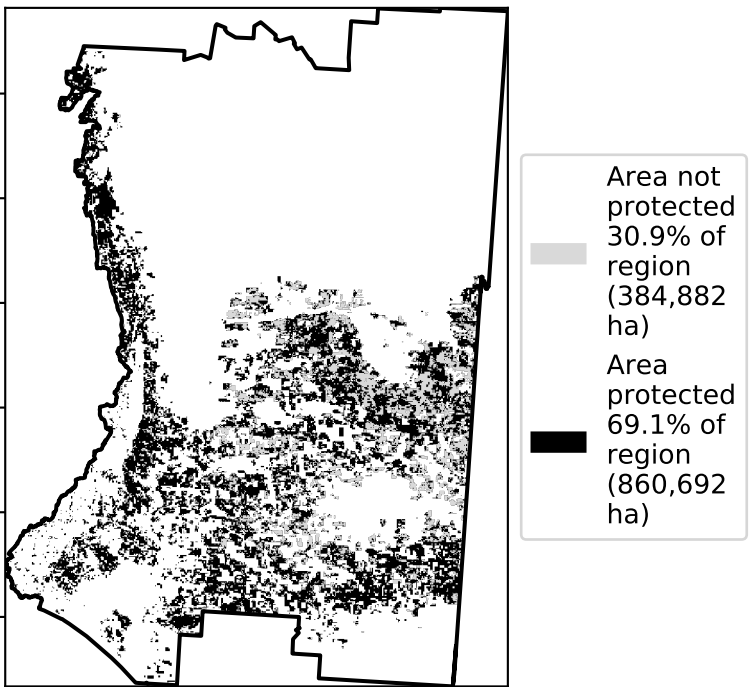 Area not
protected
30.9% of
region
(384,882
ha)
Area
protected
69.1% of
region
(860,692
ha)